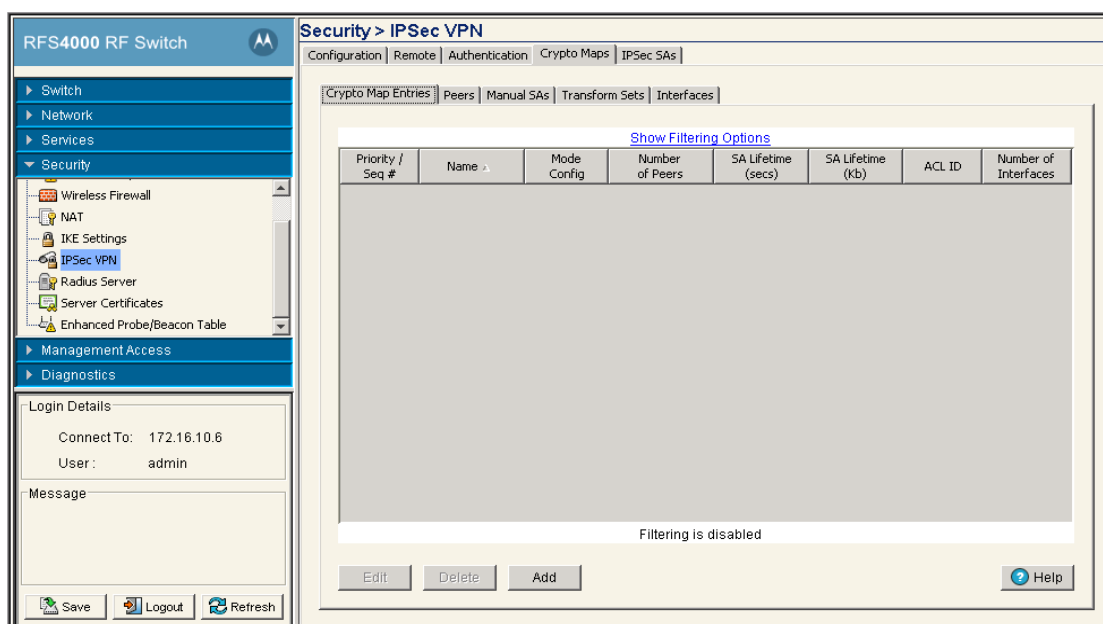 RFS4000 RF Switch
Security > IPSec VPN
Configuration Remote Authentication Crypto Maps IPSec SAs
Crypto Map Entries Peers Manual SAs Transform Sets Interfaces
Switch
Network
Services
Security
Wireless Firewall
NAT
IKE Settings
IPSec VPN
Radius Server
Server Certificates
Enhanced Probe/Beacon Table
Management Access
Diagnostics
Login Details
Connect To: 172.16.10.6
User : admin
Message
Save Logout Refresh
Show Filtering Options
Priority / Seq # Name Mode Config Number of Peers SA Lifetime (secs) SA Lifetime (Kb) ACL ID Number of Interfaces
Filtering is disabled
Edit Delete Add Help